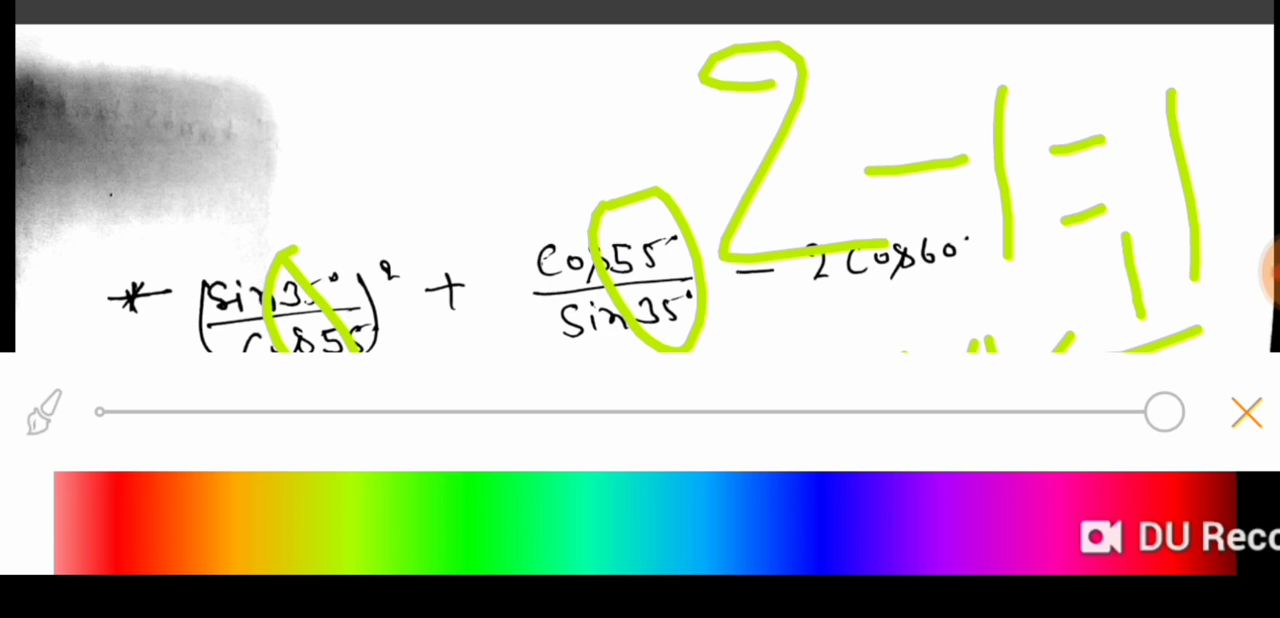 2 - 1 = 1
* (sin35°/cos55)² + cos55°/sin35° - 2cos60°
DU Reco